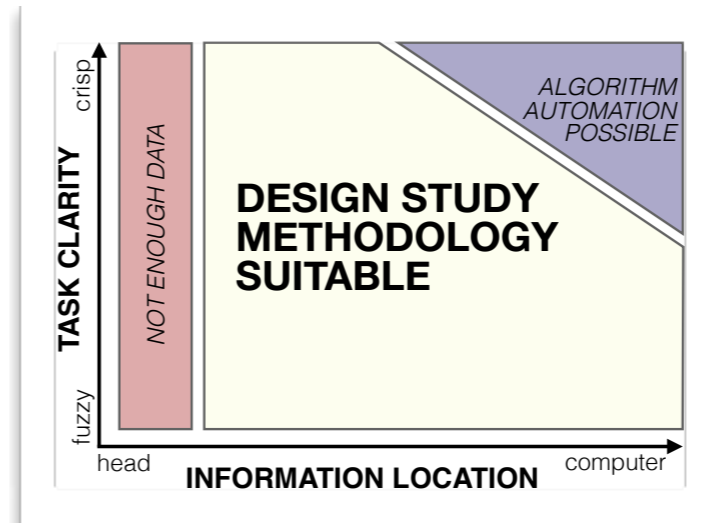 crisp
TASK CLARITY
fuzzy
NOT ENOUGH DATA
DESIGN STUDY
METHODOLOGY
SUITABLE
ALGORITHM
AUTOMATION
POSSIBLE
head
INFORMATION LOCATION
computer